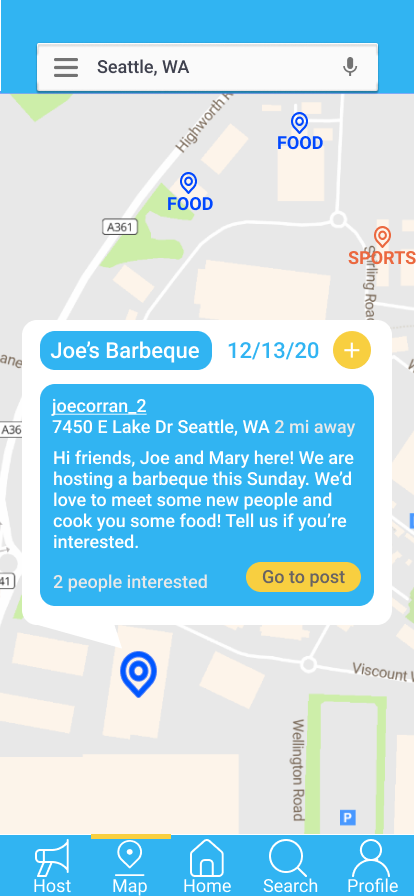 Seattle, WA
Highworth R
FOOD
FOOD
A361
SPORTS
Stirling Road
Joe's Barbeque
12/13/20
+
ane
A36
joecorran_2
7450 E Lake Dr Seattle, WA 2 mi away
Hi friends, Joe and Mary here! We are
hosting a barbeque this Sunday. We'd
love to meet some new people and
cook you some food! Tell us if you're
interested.
41
2 people interested
Go to post
Viscount W
Wellington Road
P
Host
Map
Home
Search
Profile